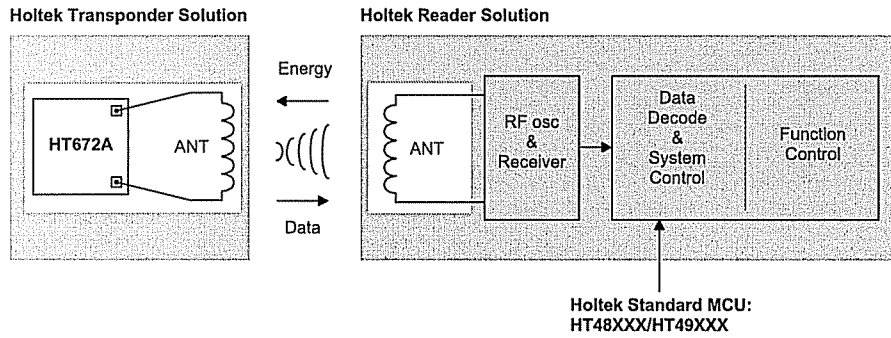 Holtek Transponder Solution
HT672A
ANT
Energy
Data
Holtek Reader Solution
ANT
RF osc
&
Receiver
Data
Decode
&
System
Control
Function
Control
Holtek Standard MCU:
HT48XXX/HT49XXX